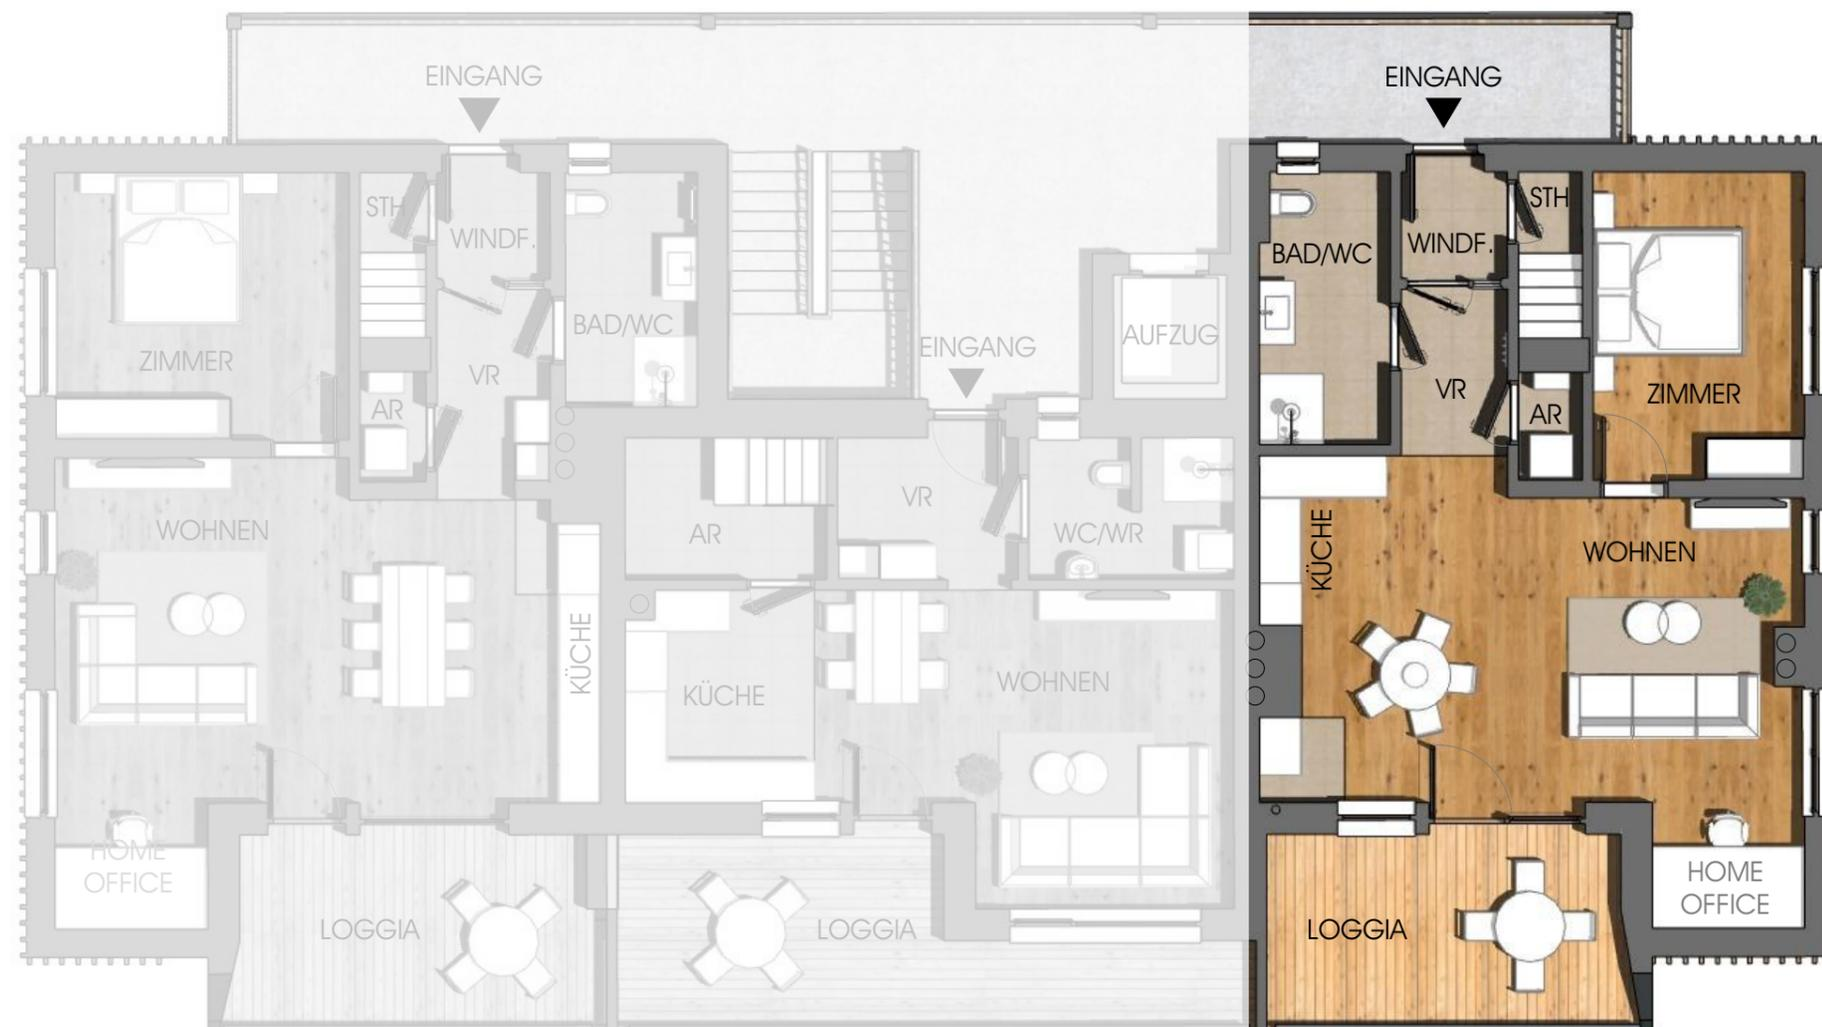 EINGANG
EINGANG
STH
WINDF.
BAD/WC
ZIMMER
VR
AR
WOHNEN
KÜCHE
HOME
OFFICE
LOGGIA
EINGANG
AUFZUG
AR
VR
WC/WR
KÜCHE
WOHNEN
LOGGIA
STH
WINDF.
BAD/WC
VR
AR
ZIMMER
KÜCHE
WOHNEN
HOME
OFFICE
LOGGIA